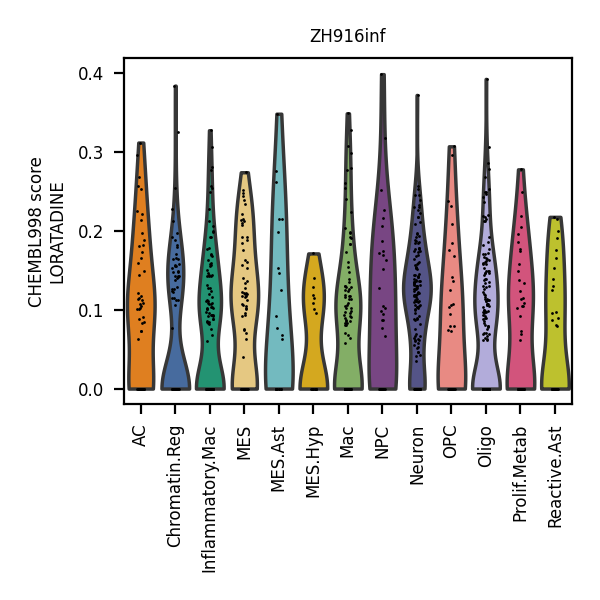 ZH916inf
CHEMBL998 score
LORATADINE
0.4
0.3
0.2
0.1
0.0
AC
Chromatin.Reg
Inflammatory.Mac
MES
MES.Ast
MES.Hyp
Mac
NPC
Neuron
OPC
Oligo
Prolif.Metab
Reactive.Ast